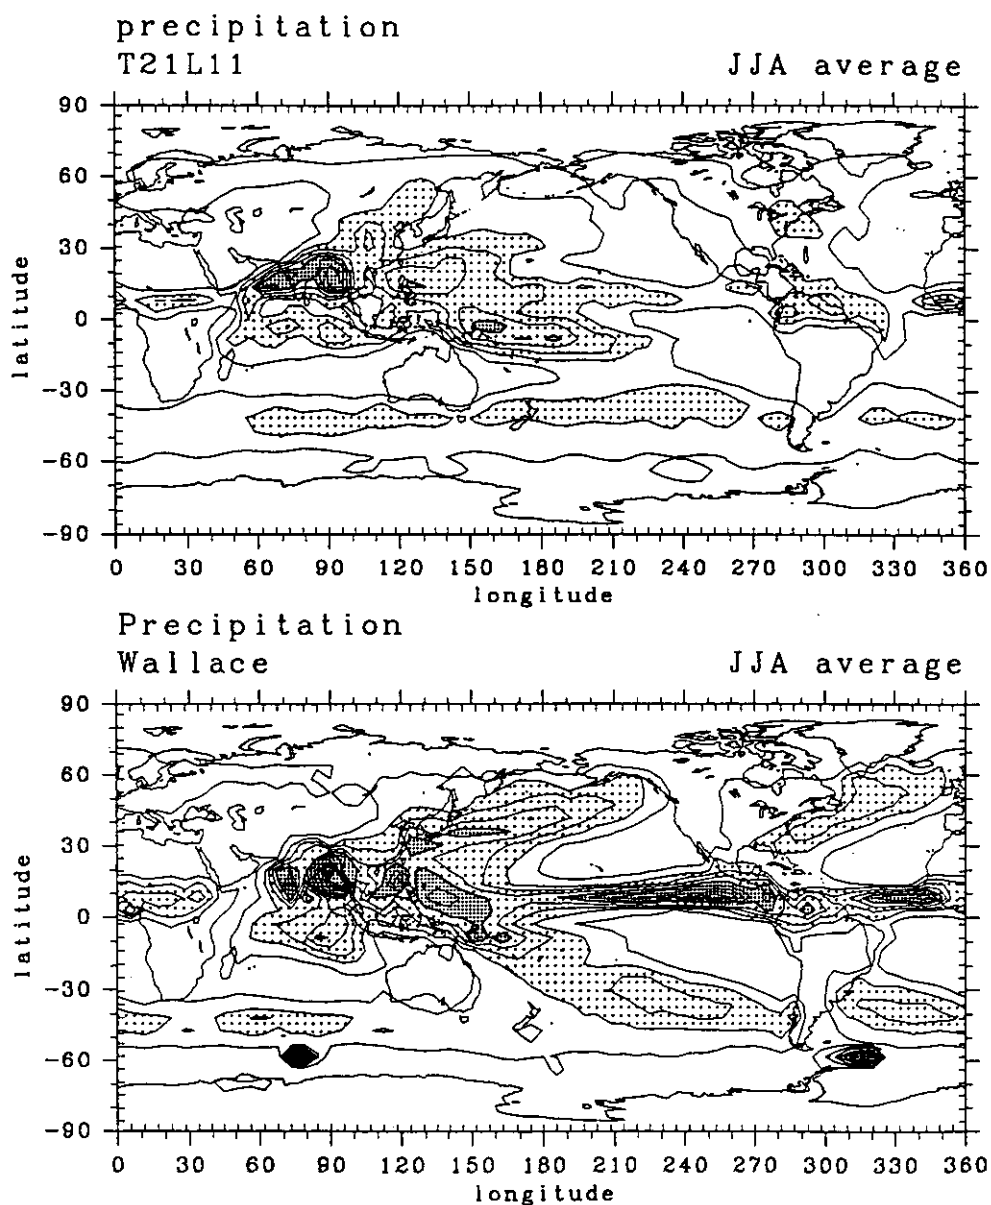 precipitation
T21L11 JJA average
90
60
30
0
-30
-60
-90
latitude
0 30 60 90 120 150 180 210 240 270 300 330 360
longitude
Precipitation
Wallace JJA average
90
60
30
0
-30
-60
-90
latitude
0 30 60 90 120 150 180 210 240 270 300 330 360
longitude